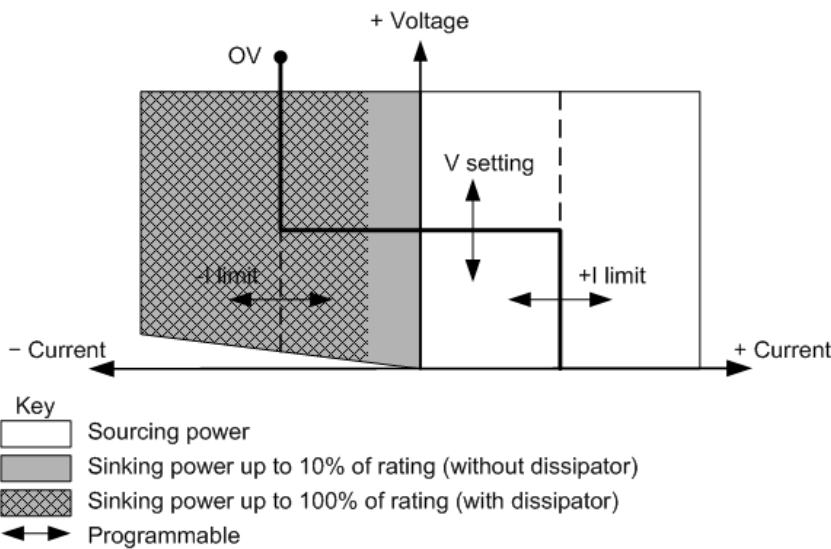 + Voltage
OV
V setting
-I limit
+I limit
− Current
+ Current
Key
Sourcing power
Sinking power up to 10% of rating (without dissipator)
Sinking power up to 100% of rating (with dissipator)
Programmable